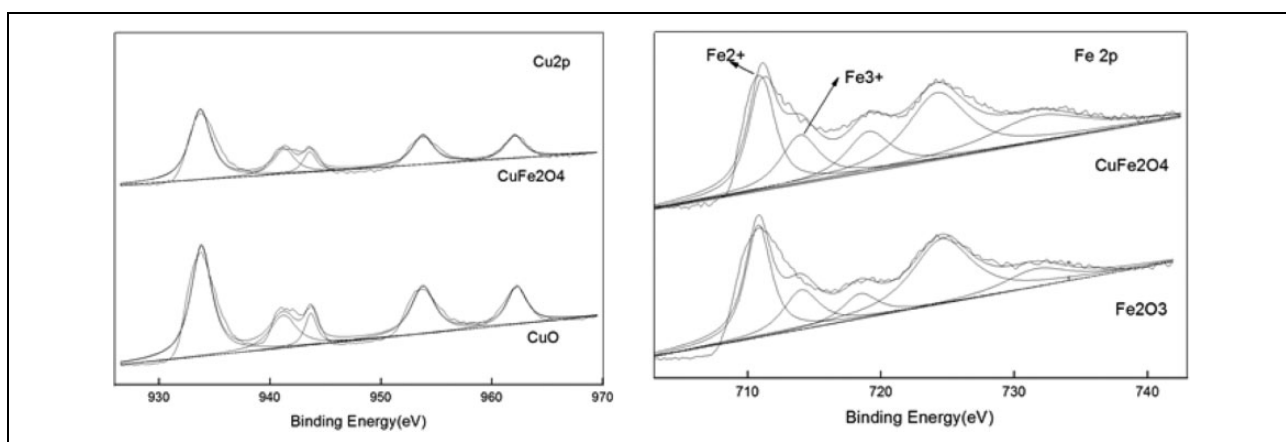 Cu2p
CuFe2O4
CuO
930 940 950 960 970
Binding Energy(eV)
Fe2+
Fe 2p
Fe3+
CuFe2O4
Fe2O3
710 720 730 740
Binding Energy(eV)